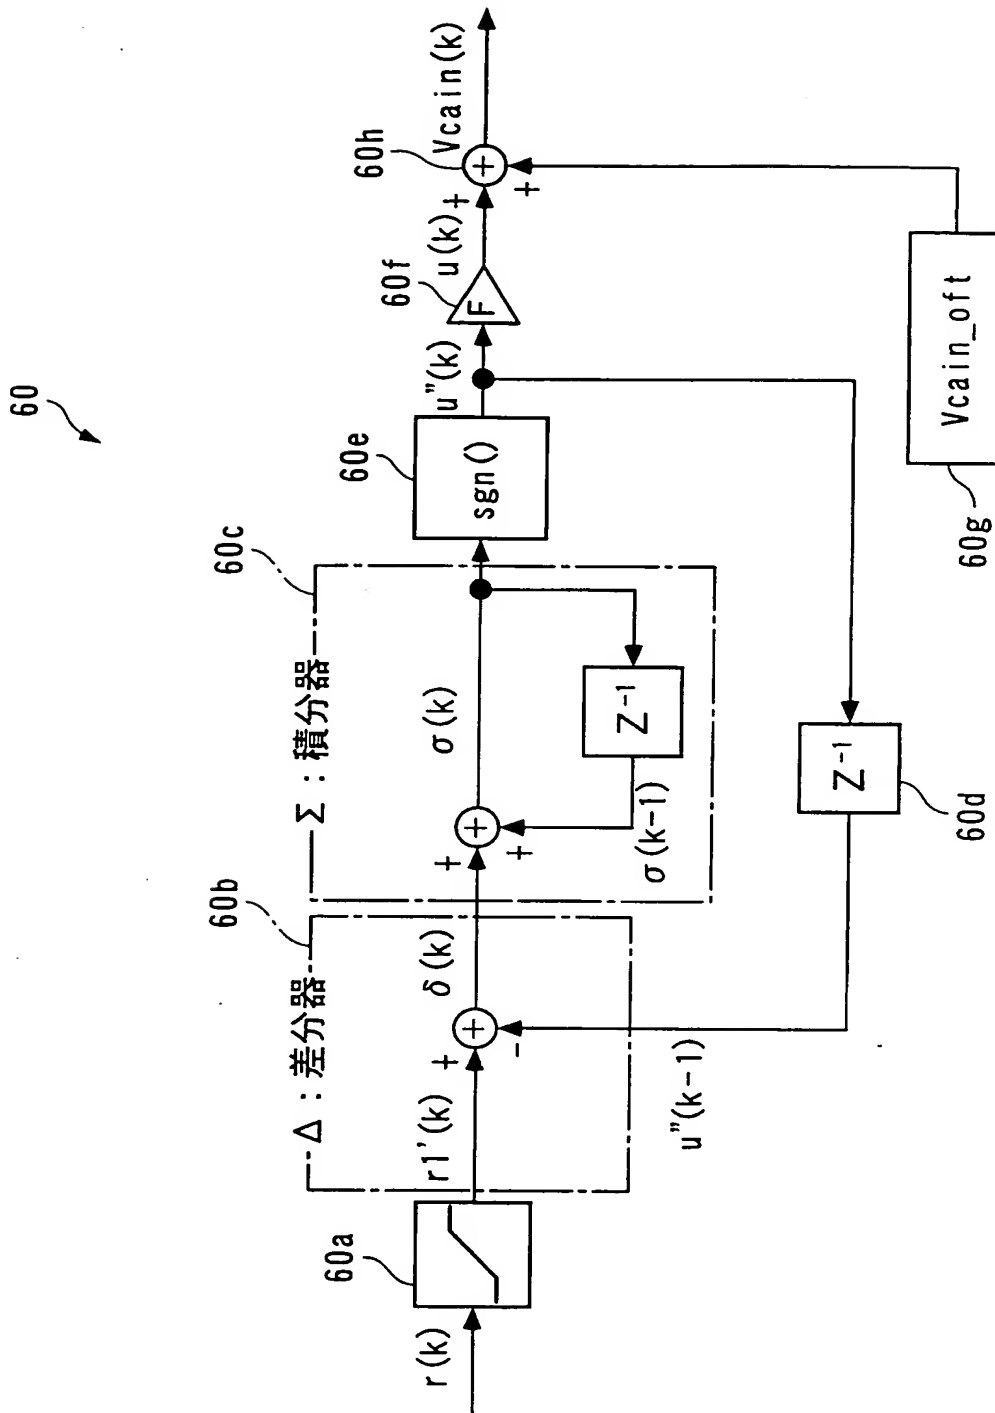 60
r(k)
60a
r1'(k)
Δ:差分器
60b
+
+
-
δ(k)
u"(k-1)
Σ:積分器
60c
+
+
+
σ(k)
σ(k-1)
Z⁻¹
sgn()
60e
u"(k)
Z⁻¹
60d
F
60f
u(k)
+
+
+
60h
Vcain(k)
Vcain_oft
60g